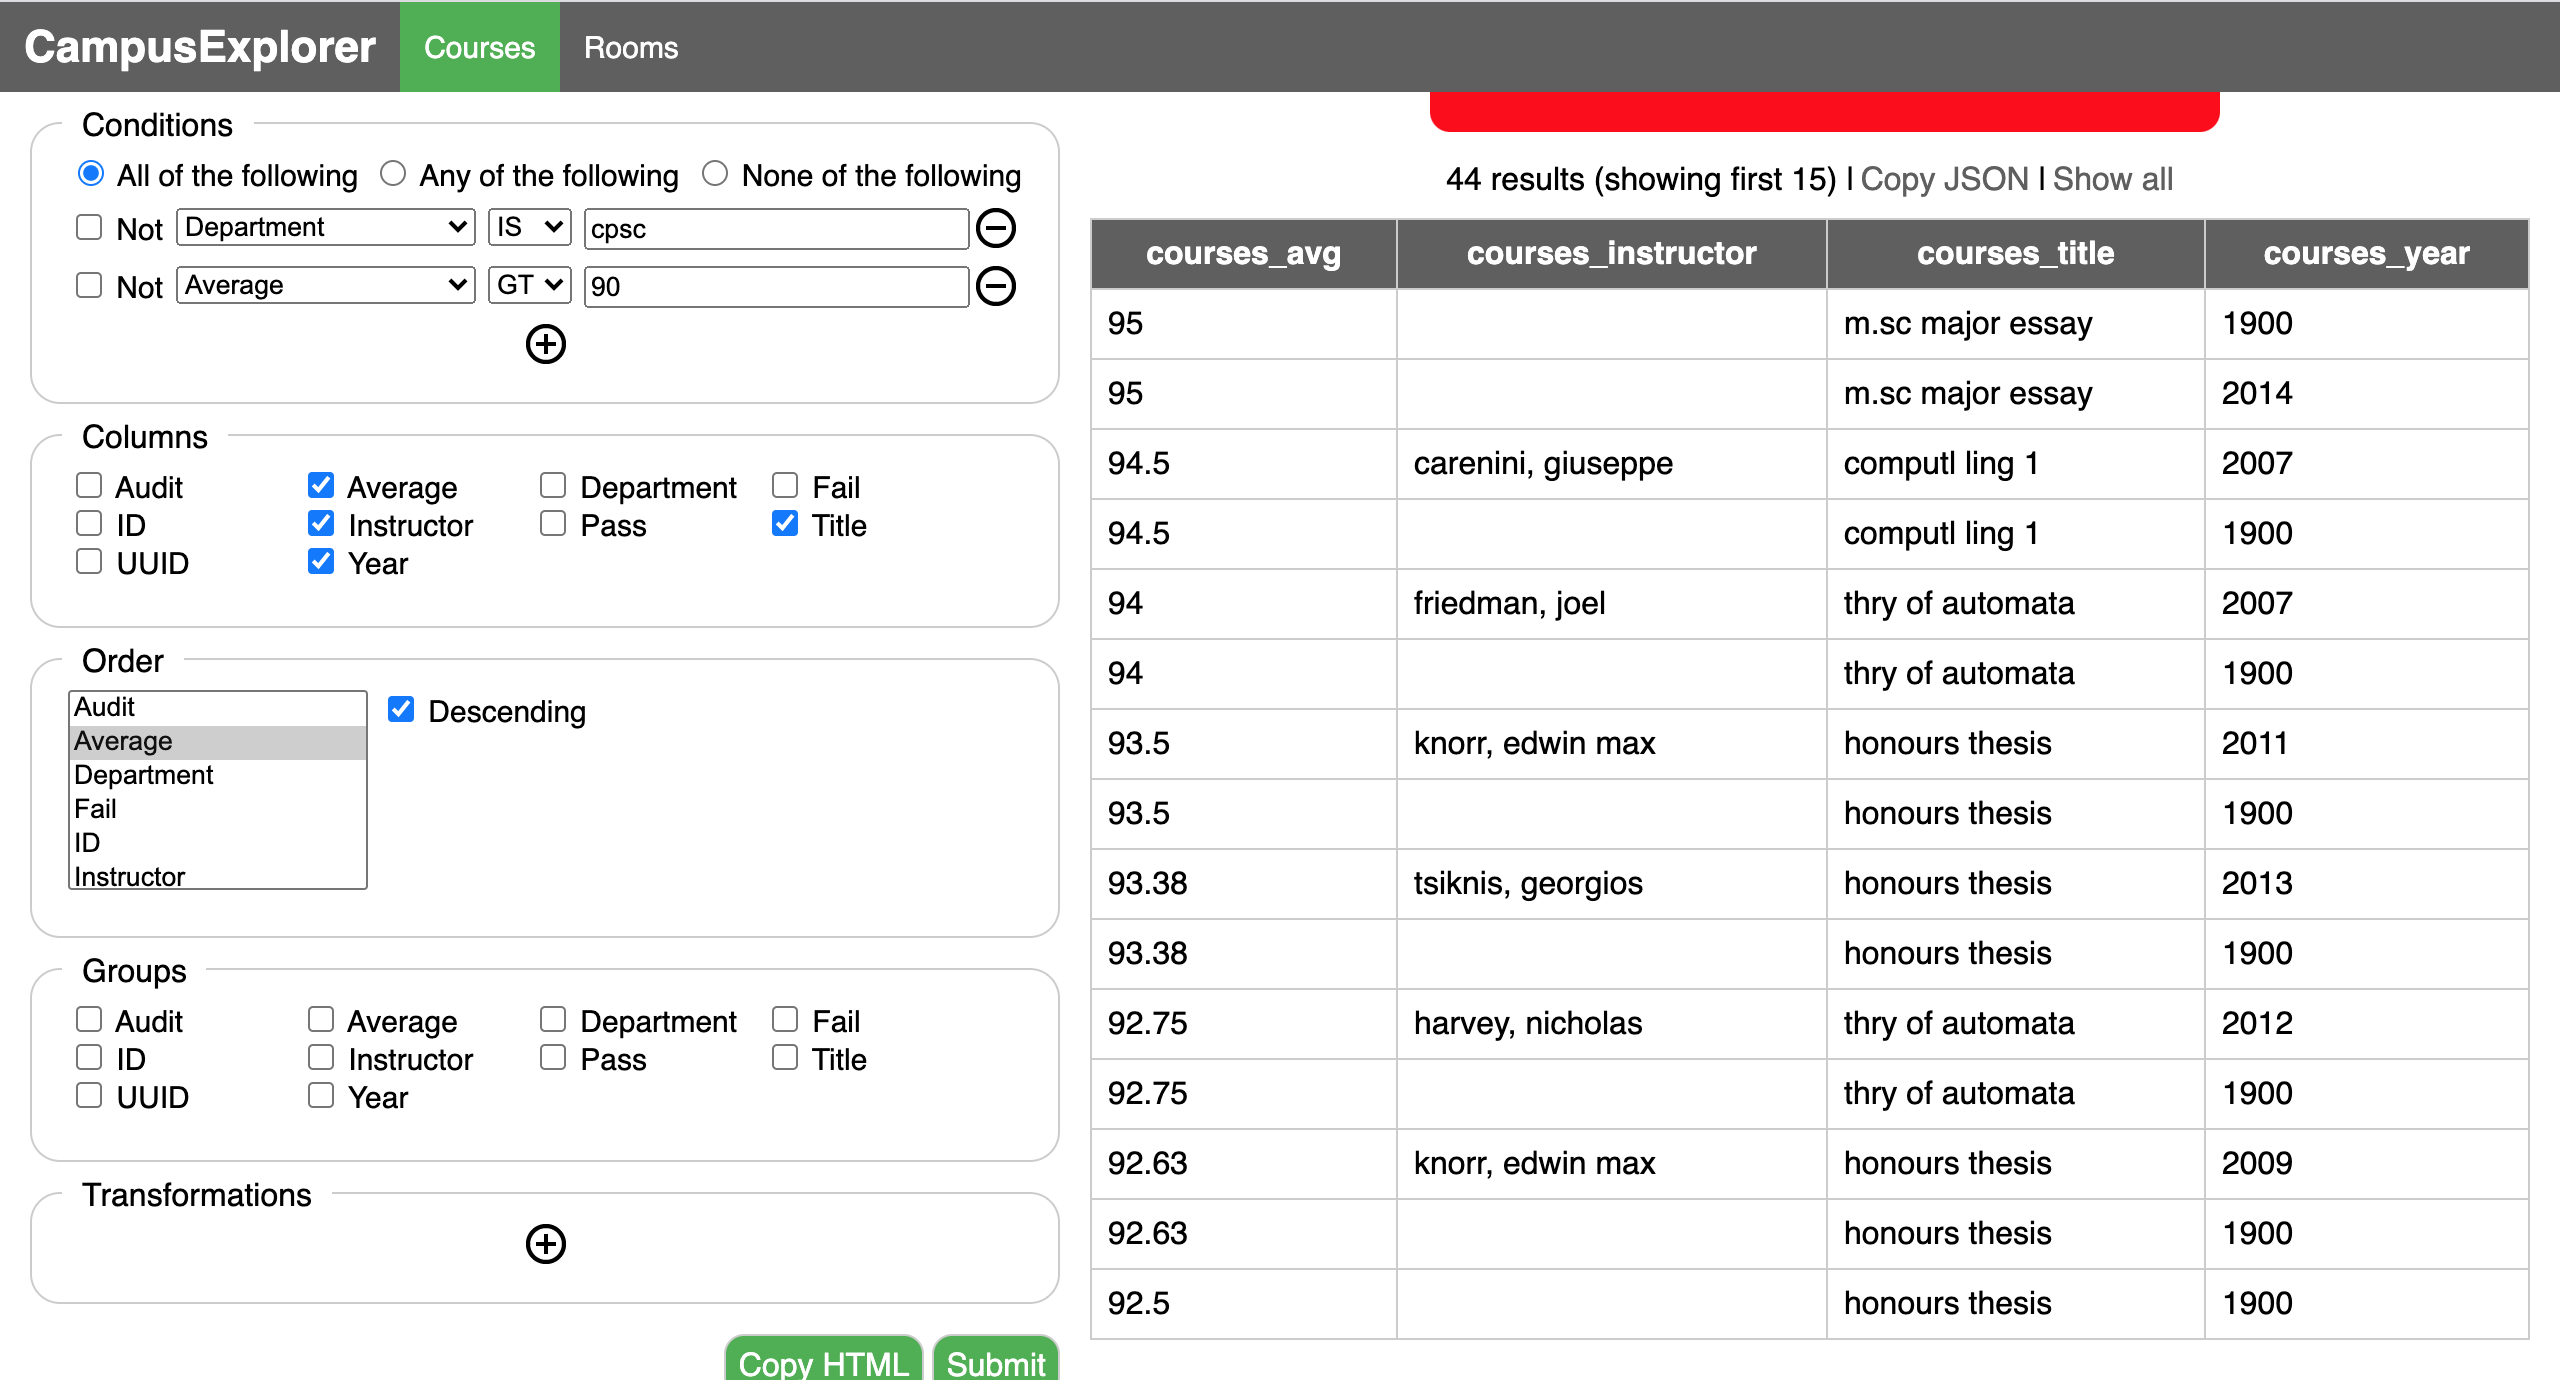 CampusExplorer Courses Rooms
Conditions
All of the following Any of the following None of the following
Not Department IS cpsc
Not Average GT 90
Columns
Audit Average Department Fail
ID Instructor Pass Title
UUID Year
Order
Audit
Average
Department
Fail
ID
Instructor
Descending
Groups
Audit Average Department Fail
ID Instructor Pass Title
UUID Year
Transformations
Copy HTML Submit
44 results (showing first 15) | Copy JSON | Show all
courses_avg courses_instructor courses_title courses_year
95 m.sc major essay 1900
95 m.sc major essay 2014
94.5 carenini, giuseppe computl ling 1 2007
94.5 computl ling 1 1900
94 friedman, joel thry of automata 2007
94 thry of automata 1900
93.5 knorr, edwin max honours thesis 2011
93.5 honours thesis 1900
93.38 tsiknis, georgios honours thesis 2013
93.38 honours thesis 1900
92.75 harvey, nicholas thry of automata 2012
92.75 thry of automata 1900
92.63 knorr, edwin max honours thesis 2009
92.63 honours thesis 1900
92.5 honours thesis 1900